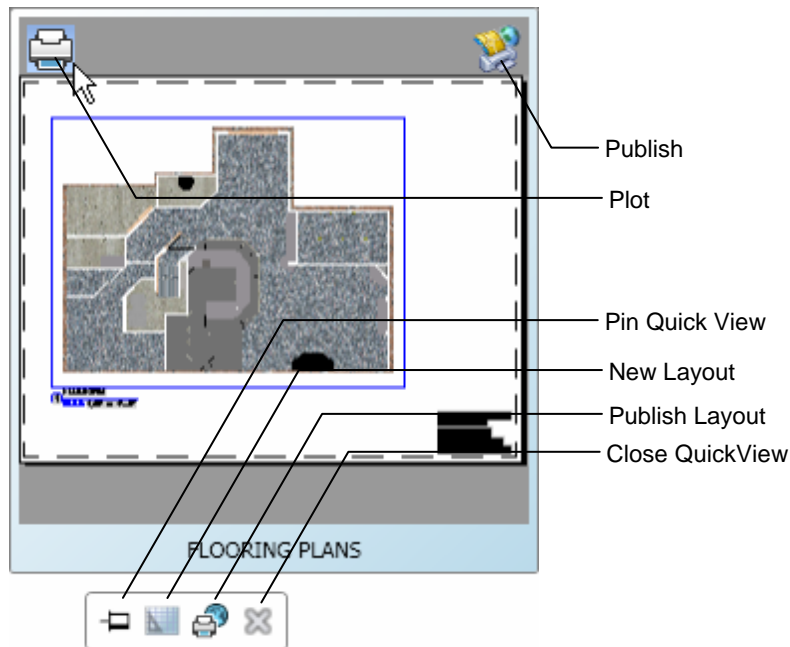 Publish
Plot
Pin Quick View
New Layout
Publish Layout
Close QuickView
FLOORING PLANS